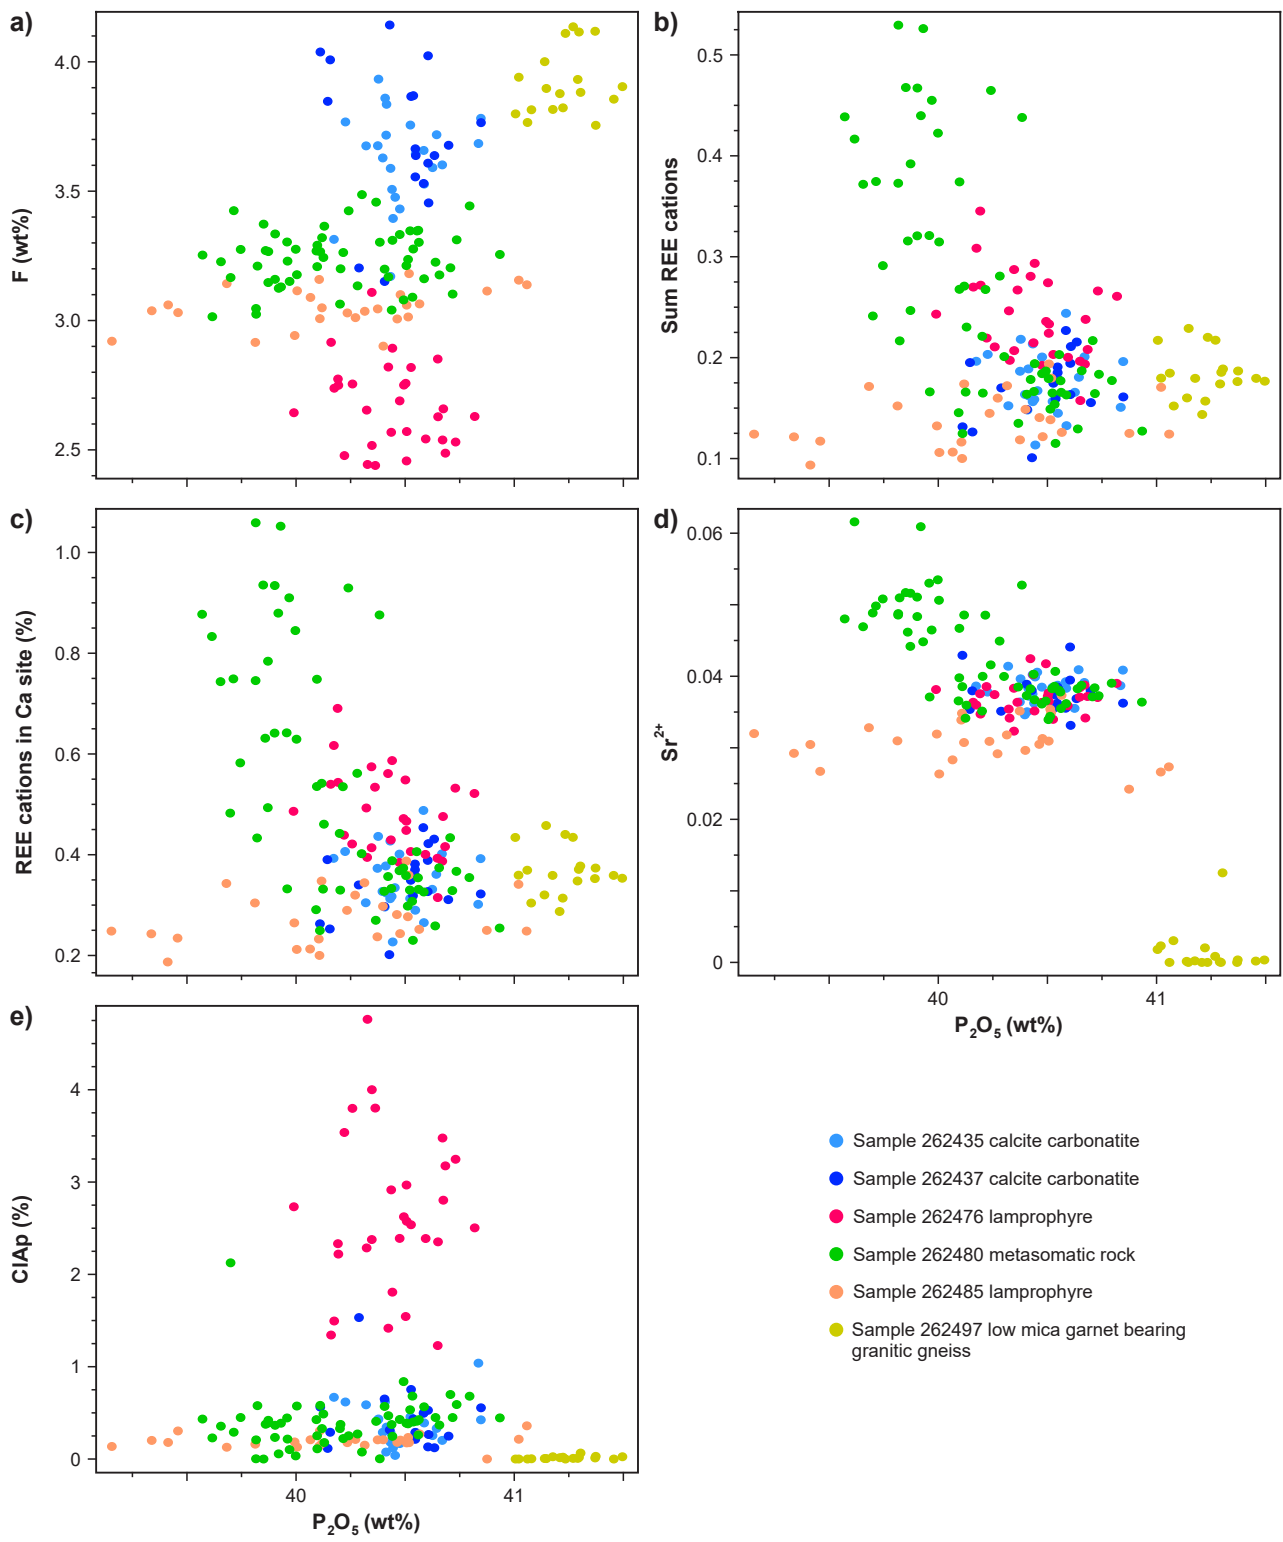 a)
4.0
3.5
3.0
2.5
F (wt%)
b)
0.5
0.4
0.3
0.2
0.1
Sum REE cations
c)
1.0
0.8
0.6
0.4
0.2
REE cations in Ca site (%)
d)
0.06
0.04
0.02
0
Sr²⁺
40
41
P₂O₅ (wt%)
e)
4
3
2
1
0
ClAp (%)
40
41
P₂O₅ (wt%)
Sample 262435 calcite carbonatite
Sample 262437 calcite carbonatite
Sample 262476 lamprophyre
Sample 262480 metasomatic rock
Sample 262485 lamprophyre
Sample 262497 low mica garnet bearing
granitic gneiss